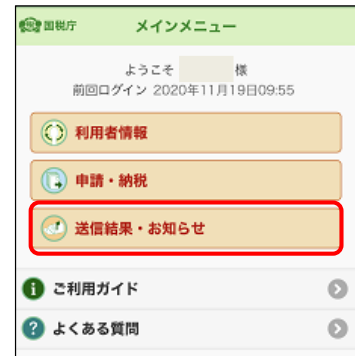 国税庁 メインメニュー
ようこそ 様
前回ログイン 2020年11月19日09:55
利用者情報
申請・納税
送信結果・お知らせ
ご利用ガイド
よくある質問